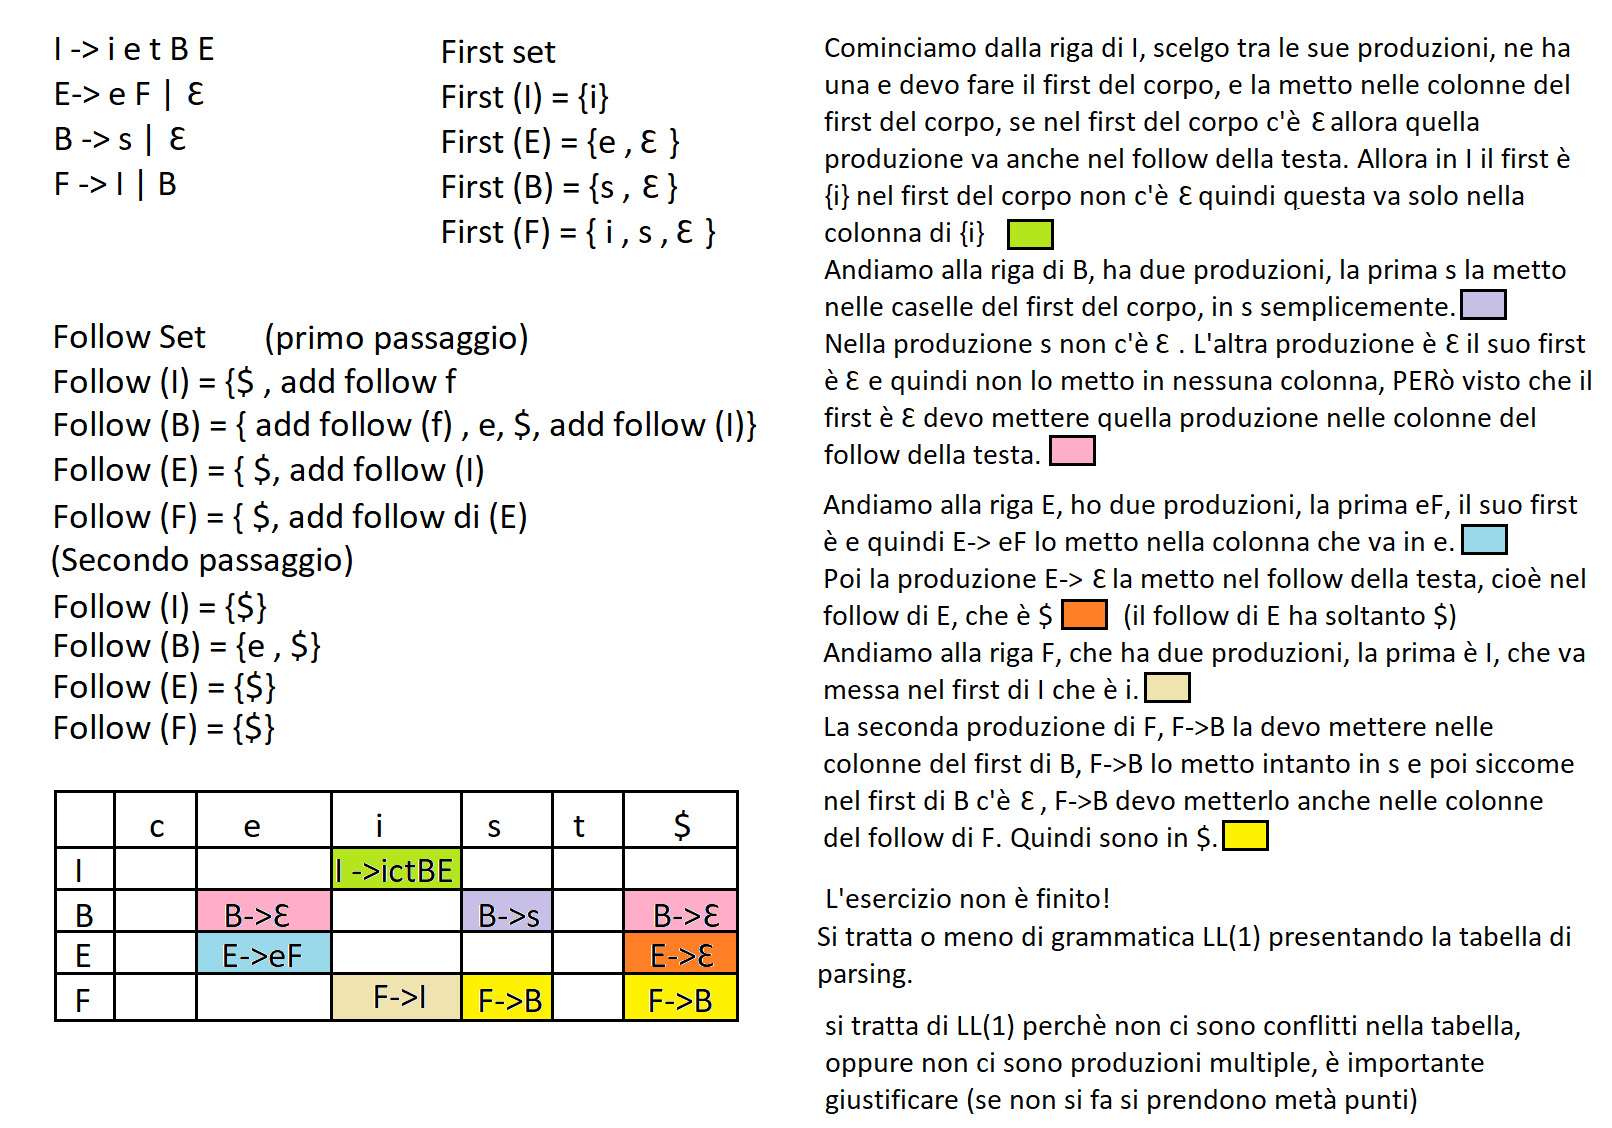 I -> i e t B E
E-> e F | Ɛ
B -> s | Ɛ
F -> I | B
First set
First (I) = {i}
First (E) = {e , Ɛ }
First (B) = {s , Ɛ }
First (F) = { i , s , Ɛ }
Follow Set (primo passaggio)
Follow (I) = {$ , add follow f
Follow (B) = { add follow (f) , e, $, add follow (I)}
Follow (E) = { $, add follow (I)
Follow (F) = { $, add follow di (E)
(Secondo passaggio)
Follow (I) = {$}
Follow (B) = {e , $}
Follow (E) = {$}
Follow (F) = {$}
c e i s t $
I I ->ictBE
B B->Ɛ B->s B->Ɛ
E E->eF E->Ɛ
F F->I F->B F->B
Cominciamo dalla riga di I, scelgo tra le sue produzioni, ne ha
una e devo fare il first del corpo, e la metto nelle colonne del
first del corpo, se nel first del corpo c'è Ɛ allora quella
produzione va anche nel follow della testa. Allora in I il first è
{i} nel first del corpo non c'è Ɛ quindi questa va solo nella
colonna di {i}
Andiamo alla riga di B, ha due produzioni, la prima s la metto
nelle caselle del first del corpo, in s semplicemente.
Nella produzione s non c'è Ɛ . L'altra produzione è Ɛ il suo first
è Ɛ e quindi non lo metto in nessuna colonna, PERò visto che il
first è Ɛ devo mettere quella produzione nelle colonne del
follow della testa.
Andiamo alla riga E, ho due produzioni, la prima eF, il suo first
è e quindi E-> eF lo metto nella colonna che va in e.
Poi la produzione E-> Ɛ la metto nel follow della testa, cioè nel
follow di E, che è $ (il follow di E ha soltanto $)
Andiamo alla riga F, che ha due produzioni, la prima è I, che va
messa nel first di I che è i.
La seconda produzione di F, F->B la devo mettere nelle
colonne del first di B, F->B lo metto intanto in s e poi siccome
nel first di B c'è Ɛ , F->B devo metterlo anche nelle colonne
del follow di F. Quindi sono in $.
L'esercizio non è finito!
Si tratta o meno di grammatica LL(1) presentando la tabella di
parsing.
si tratta di LL(1) perchè non ci sono conflitti nella tabella,
oppure non ci sono produzioni multiple, è importante
giustificare (se non si fa si prendono metà punti)